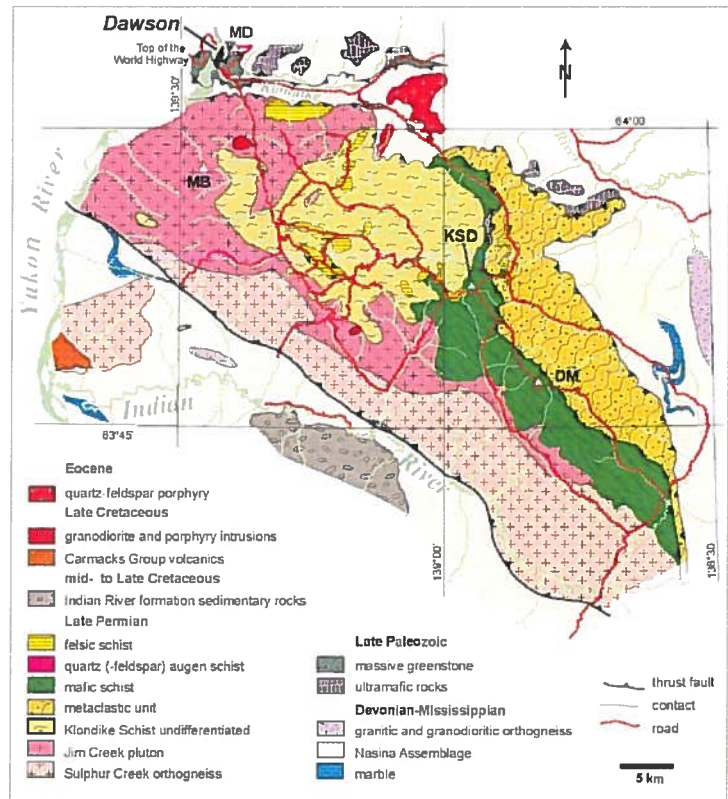 Dawson
MD
Top of the
World Highway
Klondike River
N
139°30'
64°00
MB
Yukon River
KSD
DM
Indian River
63°45'
139°00'
138°30'
Eocene
quartz-feldspar porphyry
Late Cretaceous
granodiorite and porphyry intrusions
Carmacks Group volcanics
mid- to Late Cretaceous
Indian River formation sedimentary rocks
Late Permian
felsic schist
quartz (-feldspar) augen schist
mafic schist
metaclastic unit
Klondike Schist undifferentiated
Jim Creek pluton
Sulphur Creek orthogneiss
Late Paleozoic
massive greenstone
ultramafic rocks
Devonian-Mississippian
granitic and granodioritic orthogneiss
Nasina Assemblage
marble
thrust fault
contact
road
5 km